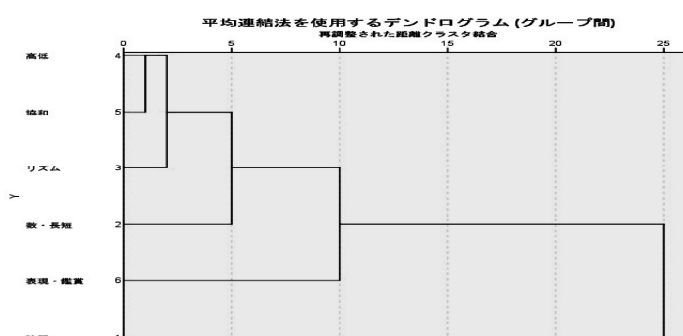 平均連結法を使用するデンドログラム (グループ間)
再調整された距離クラスタ結合
0 5 10 15 20 25
高低 4
協和 5
リズム 3
Y
数・長短 2
表現・鑑賞 6